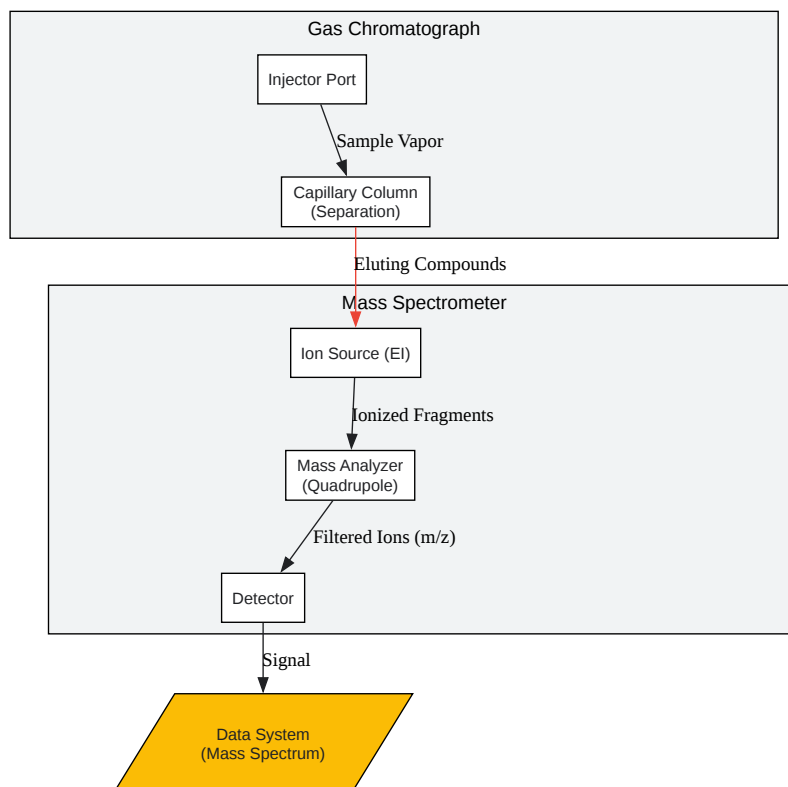 Gas Chromatograph
Injector Port
Sample Vapor
Capillary Column
(Separation)
Eluting Compounds
Mass Spectrometer
Ion Source (EI)
Ionized Fragments
Mass Analyzer
(Quadrupole)
Filtered Ions (m/z)
Detector
Signal
Data System
(Mass Spectrum)